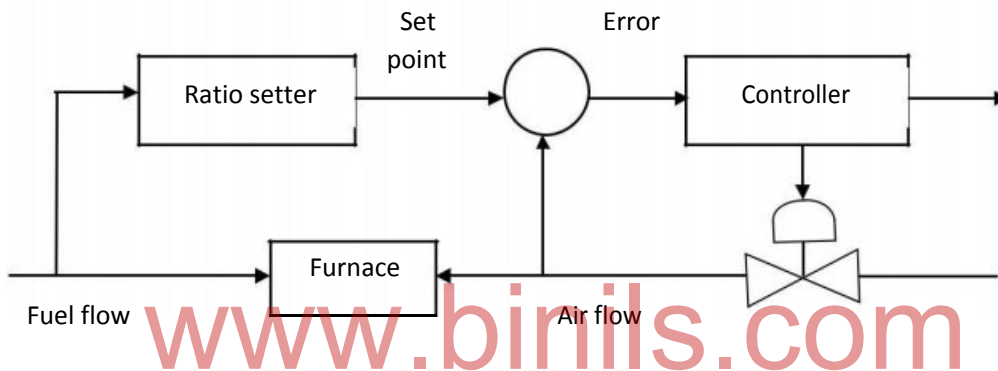 Set
point
Error
Ratio setter
Controller
Furnace
Fuel flow
Air flow
www.binils.com